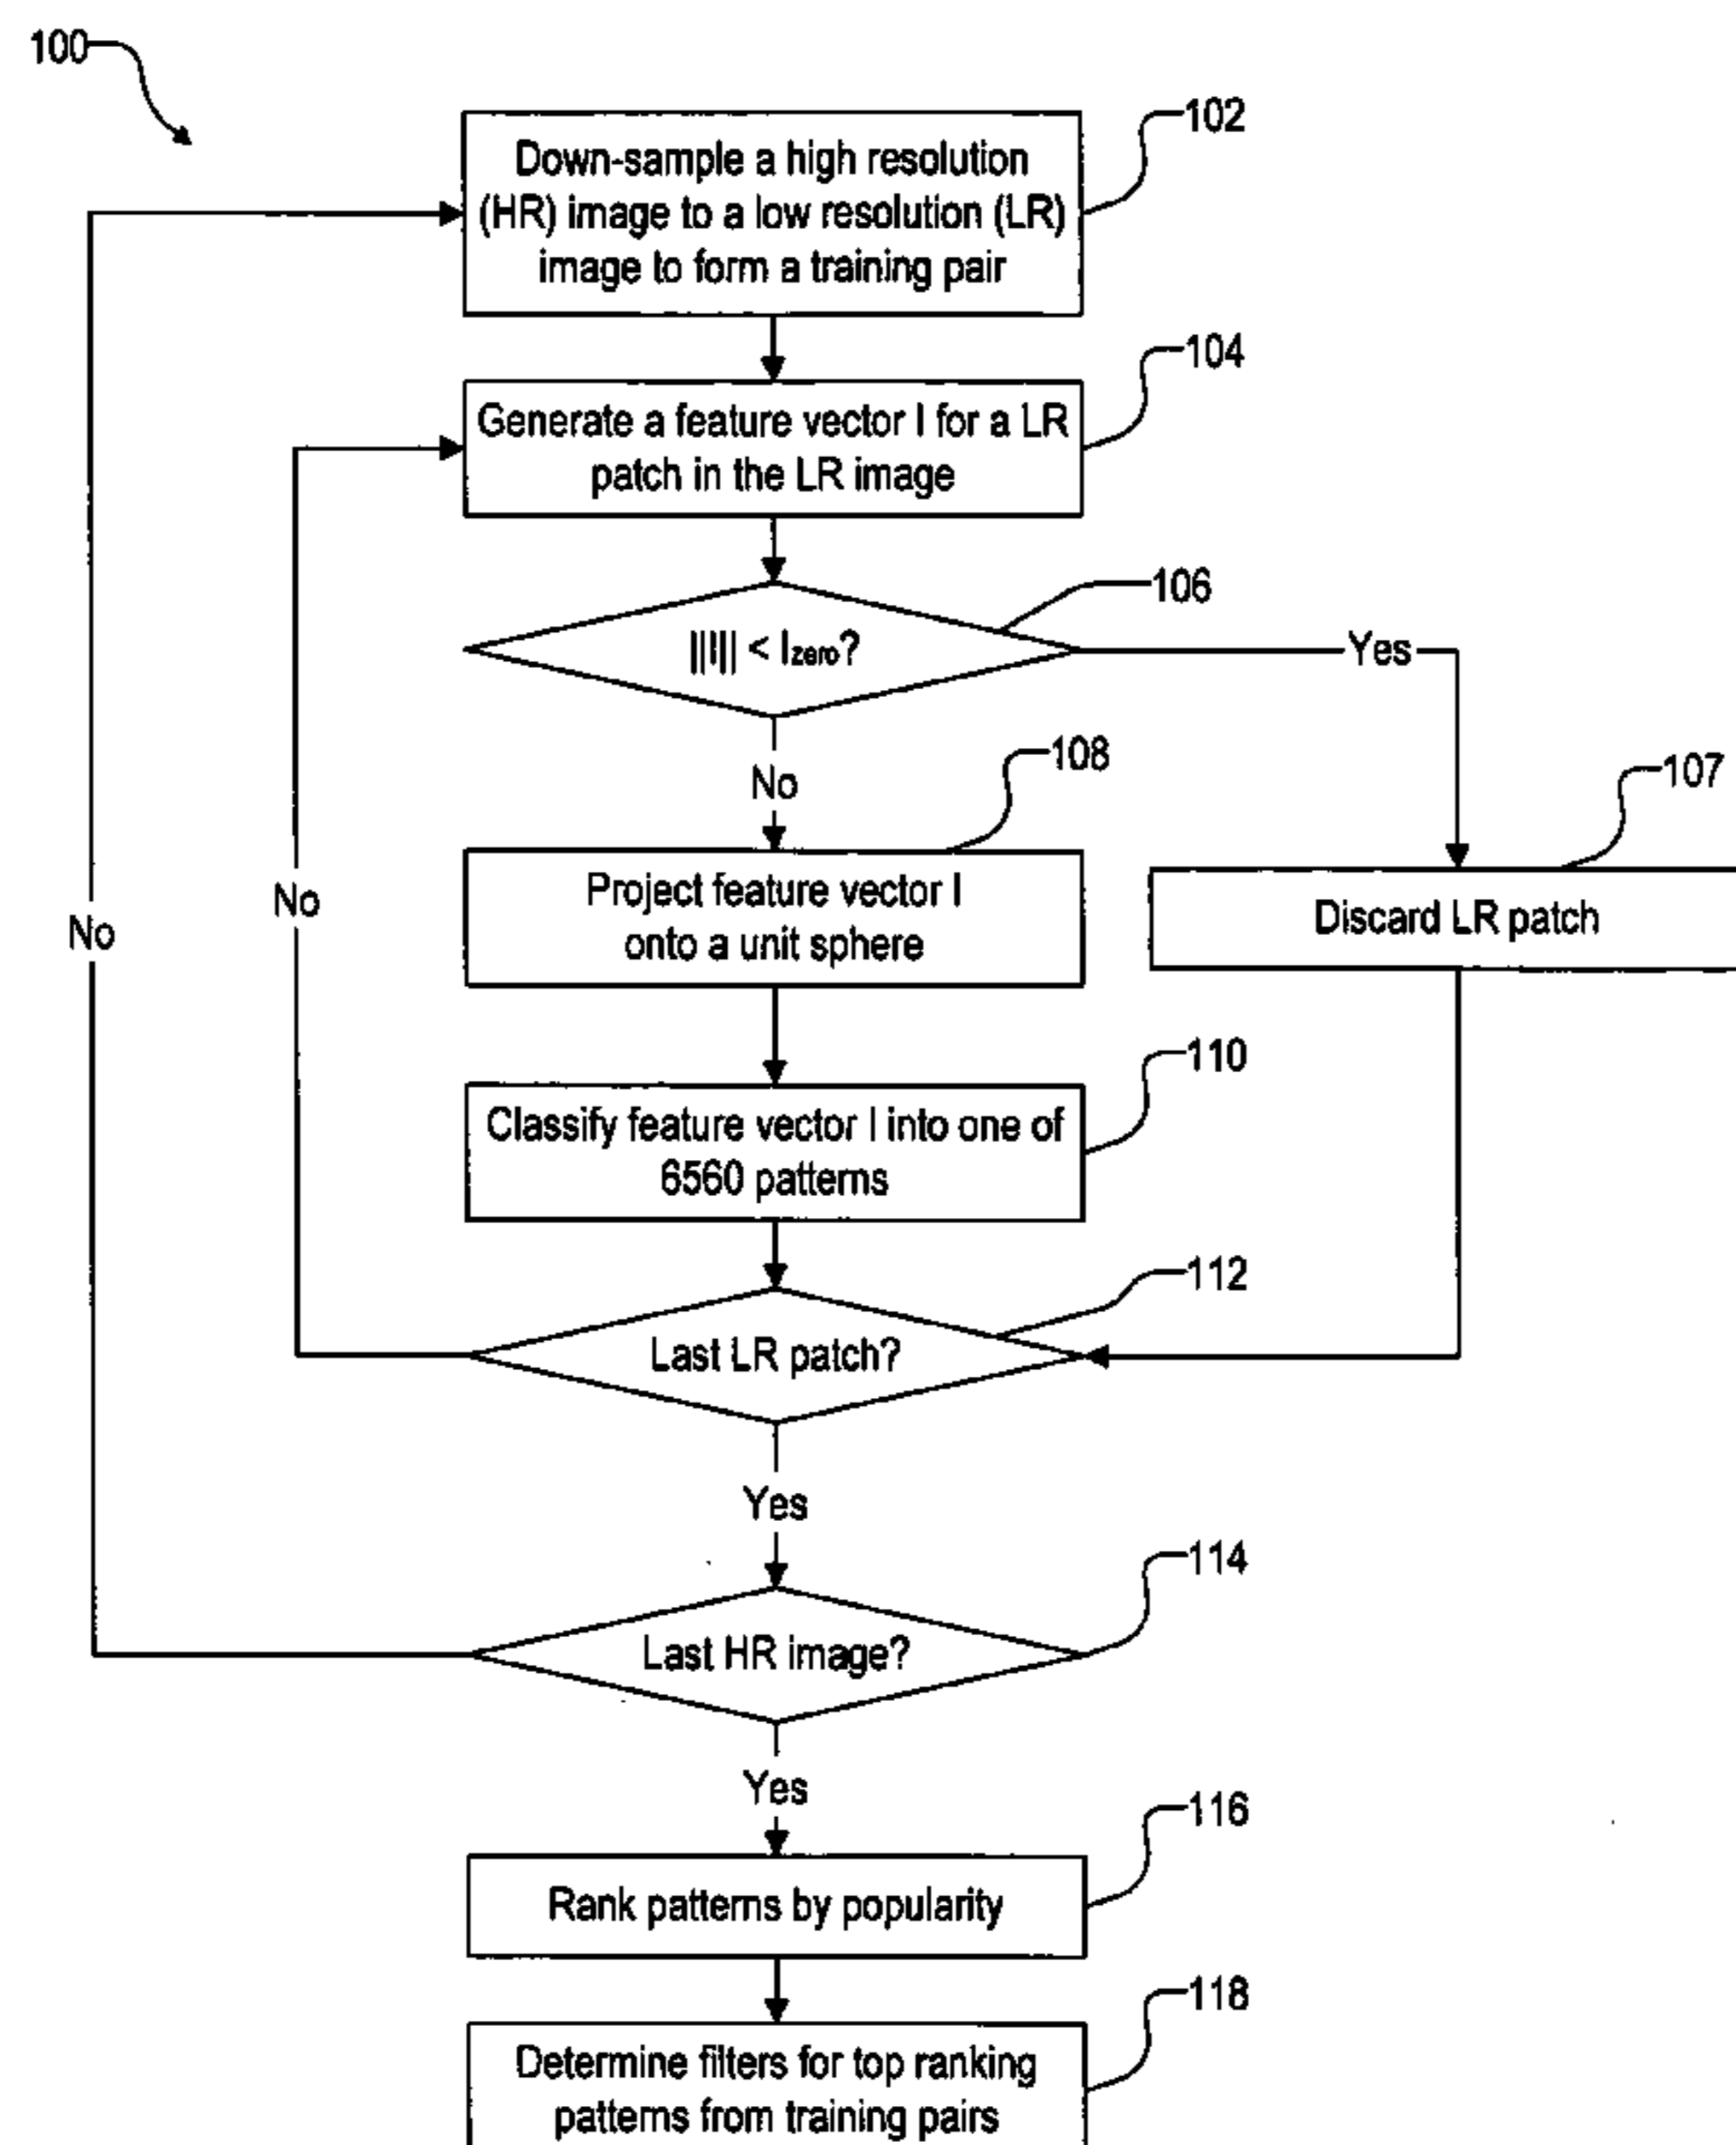 100
102
Down-sample a high resolution
(HR) image to a low resolution (LR)
image to form a training pair
104
Generate a feature vector I for a LR
patch in the LR image
106
||I|| < Izero?
Yes
No
108
107
Project feature vector I
onto a unit sphere
Discard LR patch
No
No
110
Classify feature vector I into one of
6560 patterns
112
Last LR patch?
Yes
114
Last HR image?
Yes
116
Rank patterns by popularity
118
Determine filters for top ranking
patterns from training pairs